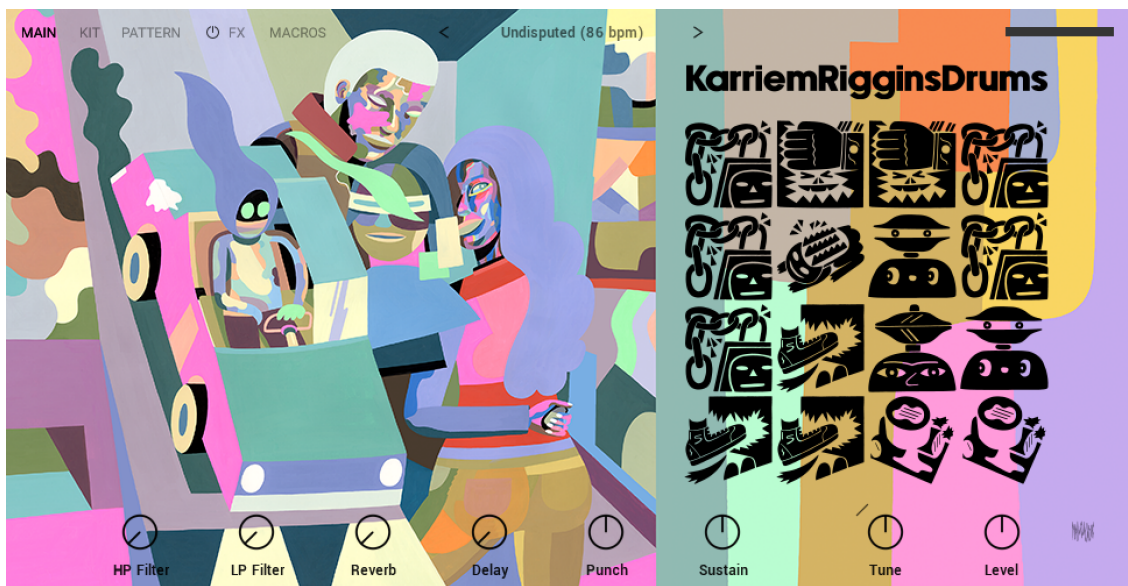 MAIN KIT PATTERN FX MACROS < Undisputed (86 bpm) >
KarriemRigginsDrums
HP Filter LP Filter Reverb Delay Punch Sustain Tune Level